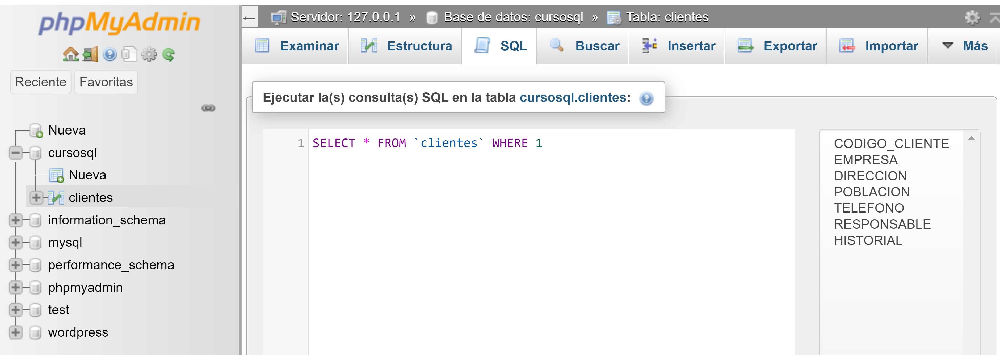 phpMyAdmin
Reciente Favoritas
Nueva
cursosql
Nueva
clientes
information_schema
mysql
performance_schema
phpmyadmin
test
wordpress
← Servidor: 127.0.0.1 » Base de datos: cursosql » Tabla: clientes
Examinar Estructura SQL Buscar Insertar Exportar Importar Más
Ejecutar la(s) consulta(s) SQL en la tabla cursosql.clientes:
1 SELECT * FROM `clientes` WHERE 1
CODIGO_CLIENTE
EMPRESA
DIRECCION
POBLACION
TELEFONO
RESPONSABLE
HISTORIAL